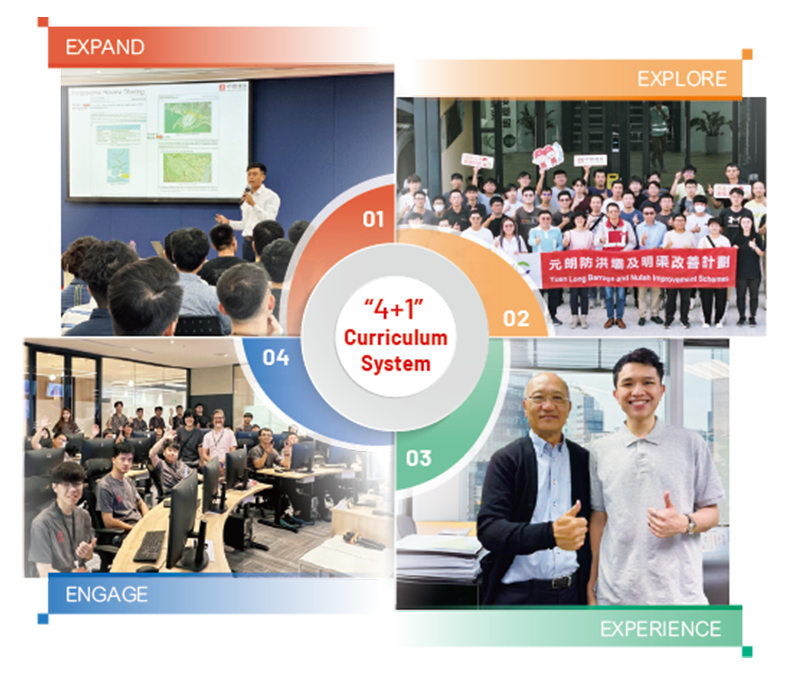 EXPAND
EXPLORE
01
02
“4+1”
Curriculum
System
04
03
元朗防洪壩及明渠改善計劃
Yuen Long Barrage and Nullah Improvement Schemes
ENGAGE
EXPERIENCE